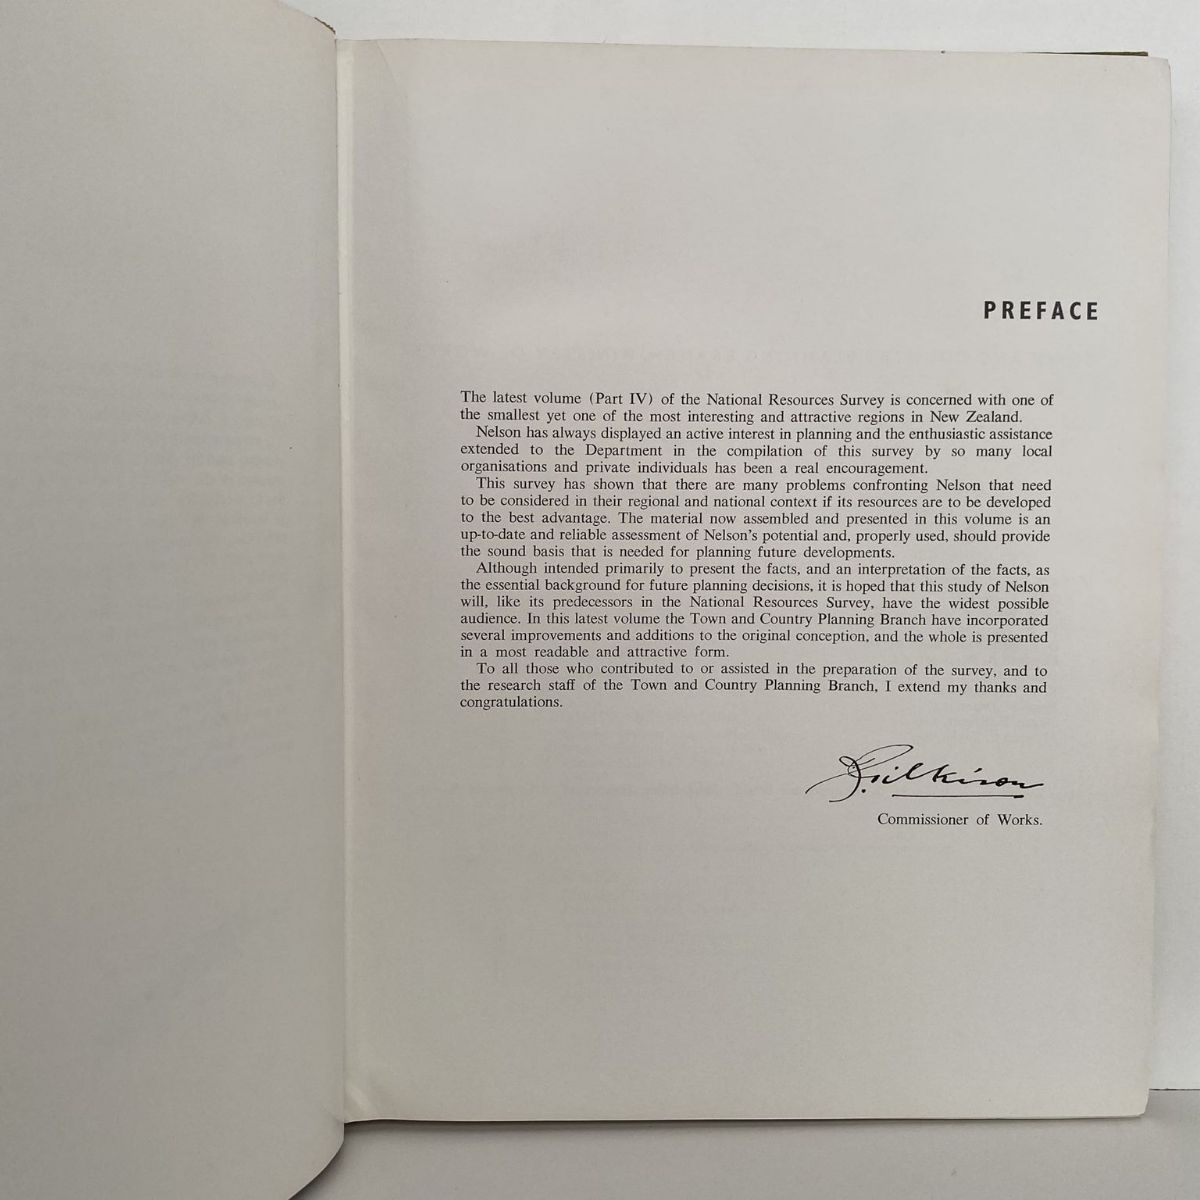 PREFACE
The latest volume (Part IV) of the National Resources Survey is concerned with one of
the smallest yet one of the most interesting and attractive regions in New Zealand.
Nelson has always displayed an active interest in planning and the enthusiastic assistance
extended to the Department in the compilation of this survey by so many local
organisations and private individuals has been a real encouragement.
This survey has shown that there are many problems confronting Nelson that need
to be considered in their regional and national context if its resources are to be developed
to the best advantage. The material now assembled and presented in this volume is an
up-to-date and reliable assessment of Nelson's potential and, properly used, should provide
the sound basis that is needed for planning future developments.
Although intended primarily to present the facts, and an interpretation of the facts, as
the essential background for future planning decisions, it is hoped that this study of Nelson
will, like its predecessors in the National Resources Survey, have the widest possible
audience. In this latest volume the Town and Country Planning Branch have incorporated
several improvements and additions to the original conception, and the whole is presented
in a most readable and attractive form.
To all those who contributed to or assisted in the preparation of the survey, and to
the research staff of the Town and Country Planning Branch, I extend my thanks and
congratulations.
Commissioner of Works.